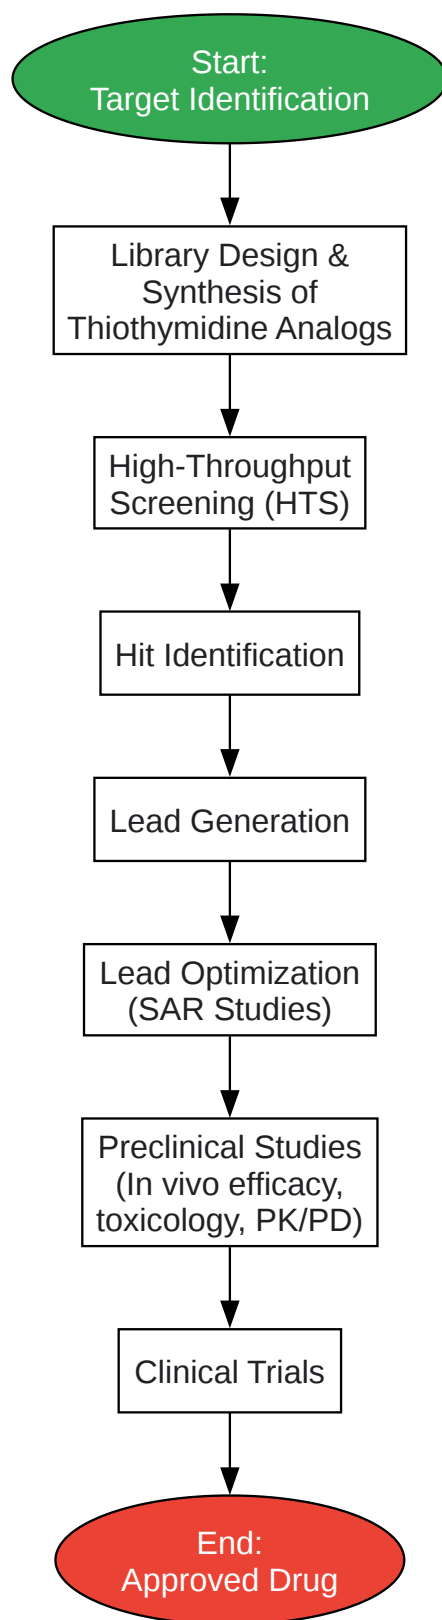 Start:
Target Identification
Library Design &
Synthesis of
Thiothymidine Analogs
High-Throughput
Screening (HTS)
Hit Identification
Lead Generation
Lead Optimization
(SAR Studies)
Preclinical Studies
(In vivo efficacy,
toxicology, PK/PD)
Clinical Trials
End:
Approved Drug